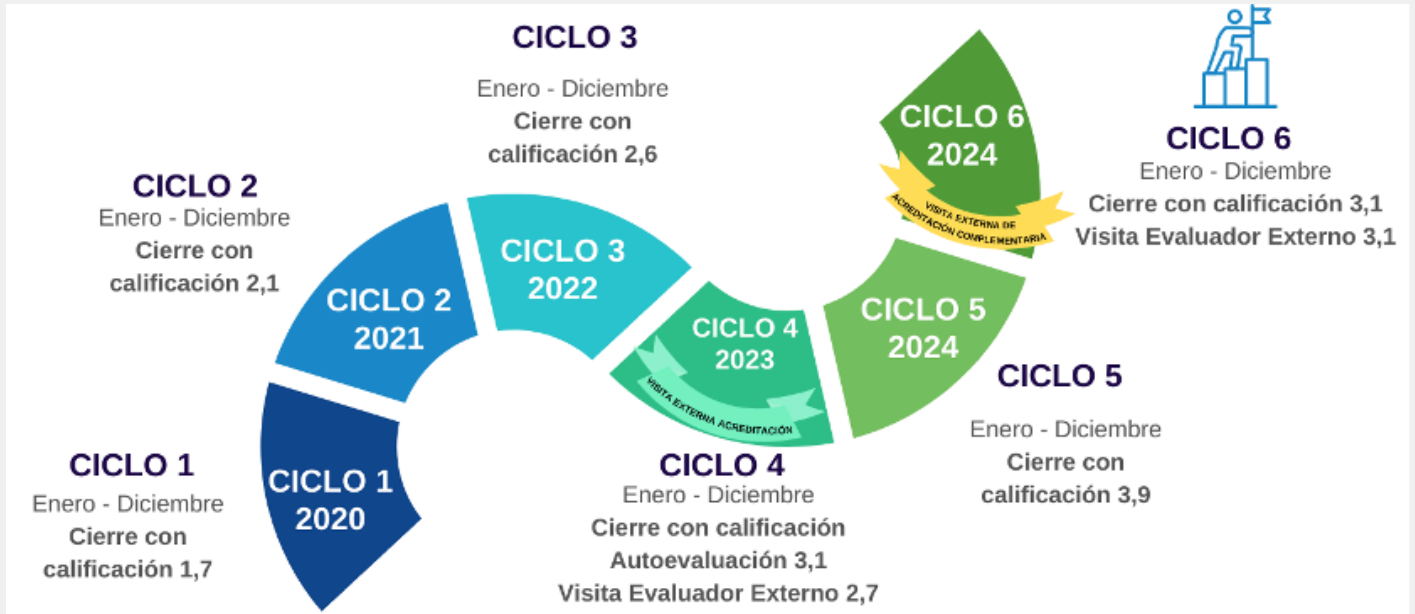 CICLO 1
Enero - Diciembre
Cierre con
calificación 1,7
CICLO 1
2020
CICLO 2
Enero - Diciembre
Cierre con
calificación 2,1
CICLO 2
2021
CICLO 3
Enero - Diciembre
Cierre con
calificación 2,6
CICLO 3
2022
CICLO 4
2023
VISITA EXTERNA ACREDITACIÓN
CICLO 4
Enero - Diciembre
Cierre con calificación
Autoevaluación 3,1
Visita Evaluador Externo 2,7
CICLO 5
2024
CICLO 5
Enero - Diciembre
Cierre con
calificación 3,9
CICLO 6
2024
VISITA EXTERNA DE
ACREDITACIÓN COMPLEMENTARIA
CICLO 6
Enero - Diciembre
Cierre con calificación 3,1
Visita Evaluador Externo 3,1